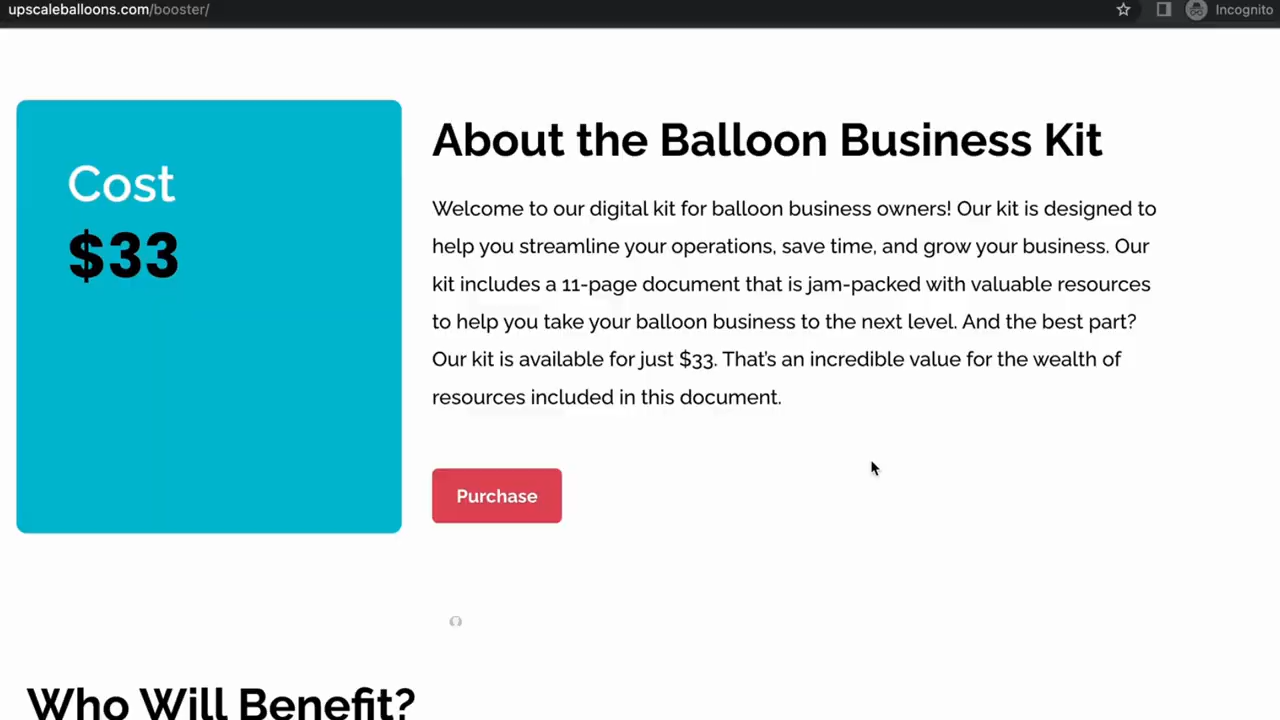 upscaleballoons.com/booster/
Incognito
Cost
$33
About the Balloon Business Kit
Welcome to our digital kit for balloon business owners! Our kit is designed to
help you streamline your operations, save time, and grow your business. Our
kit includes a 11-page document that is jam-packed with valuable resources
to help you take your balloon business to the next level. And the best part?
Our kit is available for just $33. That's an incredible value for the wealth of
resources included in this document.
Purchase
Who Will Benefit?